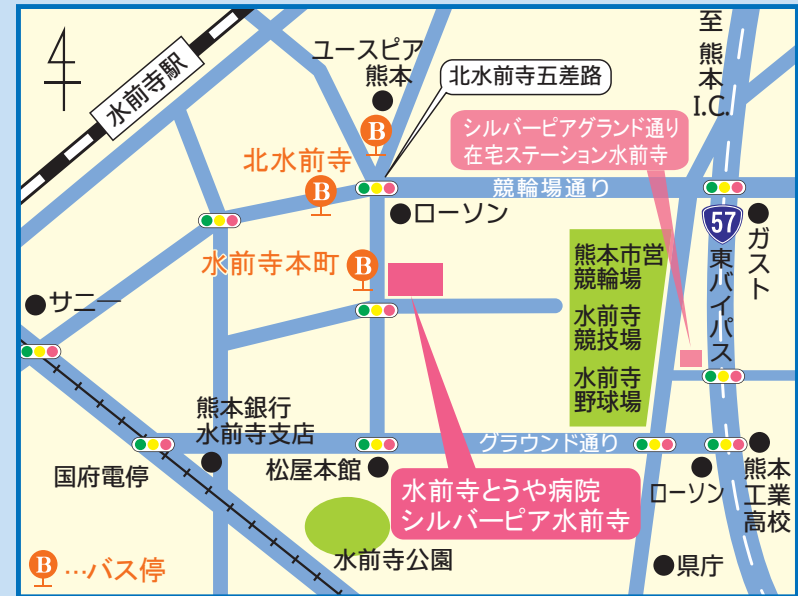 至
熊本
I.C.
ユースピア
熊本
水前寺駅
北水前寺五差路
シルバーピアグランド通り
在宅ステーション水前寺
B
北水前寺
B
競輪場通り
ローソン
57
東バイパス
ガスト
水前寺本町
B
熊本市営
競輪場
水前寺
競技場
水前寺
野球場
サニー
熊本銀行
水前寺支店
グラウンド通り
国府電停
松屋本館
水前寺とうや病院
シルバーピア水前寺
ローソン
熊本
工業
高校
水前寺公園
県庁
B…バス停